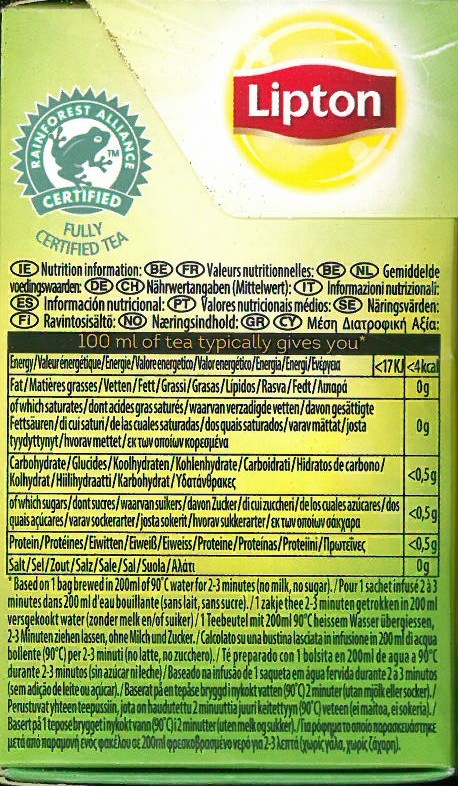 Lipton
RAINFOREST ALLIANCE
TM
CERTIFIED
FULLY
CERTIFIED TEA
IE Nutrition information: BE FR Valeurs nutritionnelles: BE NL Gemiddelde
voedingswaarden: DE CH Nährwertangaben (Mittelwert): IT Informazioni nutrizionali:
ES Información nutricional: PT Valores nutricionais médios: SE Näringsvärden:
FI Ravintosisältö: NO Næringsindhold: GR CY Μέση Διατροφική Αξία:
100 ml of tea typically gives you*
Energy/Valeur énergétique/Energie/Valore energetico/Valor energético/Energia/Energi/Ενέργεια <17 KJ <4 kcal
Fat/Matières grasses/Vetten/Fett/Grassi/Grasas/Lípidos/Rasva/Fedt/Λιπαρά 0g
of which saturates/dont acides gras saturés/waarvan verzadigde vetten/davon gesättigte
Fettsäuren/di cui saturi/de las cuales saturadas/dos quais saturados/varav mättat/josta 0g
tyydyttynyt/hvorav mettet/εκ των οποίων κορεσμένα
Carbohydrate/Glucides/Koolhydraten/Kohlenhydrate/Carboidrati/Hidratos de carbono/
Kolhydrat/Hiilihydraatti/Karbohydrat/Υδατάνθρακες <0,5g
of which sugars/dont sucres/waarvan suikers/davon Zucker/di cui zuccheri/de los cuales azúcares/dos
quais açúcares/varav sockerarter/josta sokerit/hvorav sukkerarter/εκ των οποίων σάκχαρα <0,5g
Protein/Protéines/Eiwitten/Eiweiß/Eiweiss/Proteine/Proteínas/Proteiini/Πρωτεΐνες <0,5g
Salt/Sel/Zout/Salz/Sale/Sal/Suola/Αλάτι 0g
*Based on 1 bag brewed in 200ml of 90°C water for 2-3 minutes (no milk, no sugar)./Pour 1 sachet infusé 2 à 3
minutes dans 200 ml d'eau bouillante (sans lait, sans sucre)./1 zakje thee 2-3 minuten getrokken in 200 ml
versgekookt water (zonder melk en/of suiker)./1 Teebeutel mit 200ml 90°C heissem Wasser übergiessen,
2-3 Minuten ziehen lassen, ohne Milch und Zucker./Calcolato su una bustina lasciata in infusione in 200 ml di acqua
bollente (90°C) per 2-3 minuti (no latte, no zucchero)./Té preparado con 1 bolsita en 200ml de agua a 90°C
durante 2-3 minutos (sin azúcar ni leche)/Baseado na infusão de 1 saqueta em água fervida durante 2 a 3 minutos
(sem adição de leite ou açúcar)./Baserat på en tepåse bryggd i nykokt vatten (90°C) 2 minuter (utan mjölk eller socker)./
Perustuvat yhteen teepussiin, jota on haudutettu 2 minuuttia juuri keitettyyn (90°C) veteen (ei maitoa, ei sokeria)./
Basert på 1 tepose brygget i nykokt vann (90°C) i 2 minutter (uten melk og sukker)./Για ρόφημα το οποίο παρασκευάστηκε
μετά από παραμονή ενός φακέλου σε 200ml φρεσκοβρασμένο νερό για 2-3 λεπτά (χωρίς γάλα, χωρίς ζάχαρη).